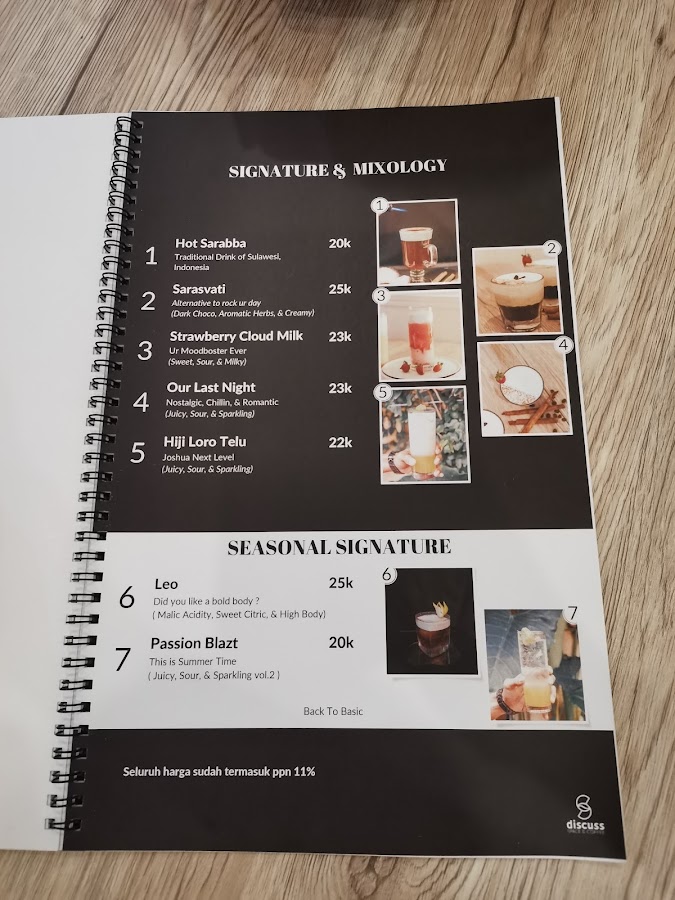 SIGNATURE & MIXOLOGY
1 Hot Sarabba 20k
Traditional Drink of Sulawesi,
Indonesia
2 Sarasvati 25k
Alternative to rock ur day
(Dark Choco, Aromatic Herbs, & Creamy)
3 Strawberry Cloud Milk 23k
Ur Moodboster Ever
(Sweet, Sour, & Milky)
4 Our Last Night 23k
Nostalgic, Chillin, & Romantic
(Juicy, Sour, & Sparkling)
5 Hiji Loro Telu 22k
Joshua Next Level
(Juicy, Sour, & Sparkling)
1
2
3
4
5
SEASONAL SIGNATURE
6 Leo 25k
Did you like a bold body ?
( Malic Acidity, Sweet Citric, & High Body)
7 Passion Blazt 20k
This is Summer Time
( Juicy, Sour, & Sparkling vol.2 )
6
7
Back To Basic
Seluruh harga sudah termasuk ppn 11%
discuss
SPACE & COFFEE